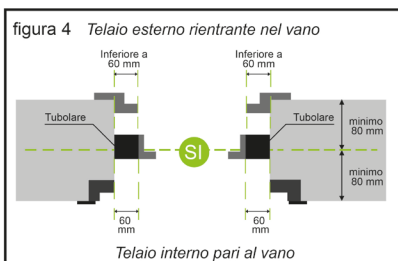 figura 4 Telaio esterno rientrante nel vano
Inferiore a
60 mm
Inferiore a
60 mm
Tubolare
Tubolare
minimo
80 mm
SI
minimo
80 mm
60
mm
60
mm
Telaio interno pari al vano